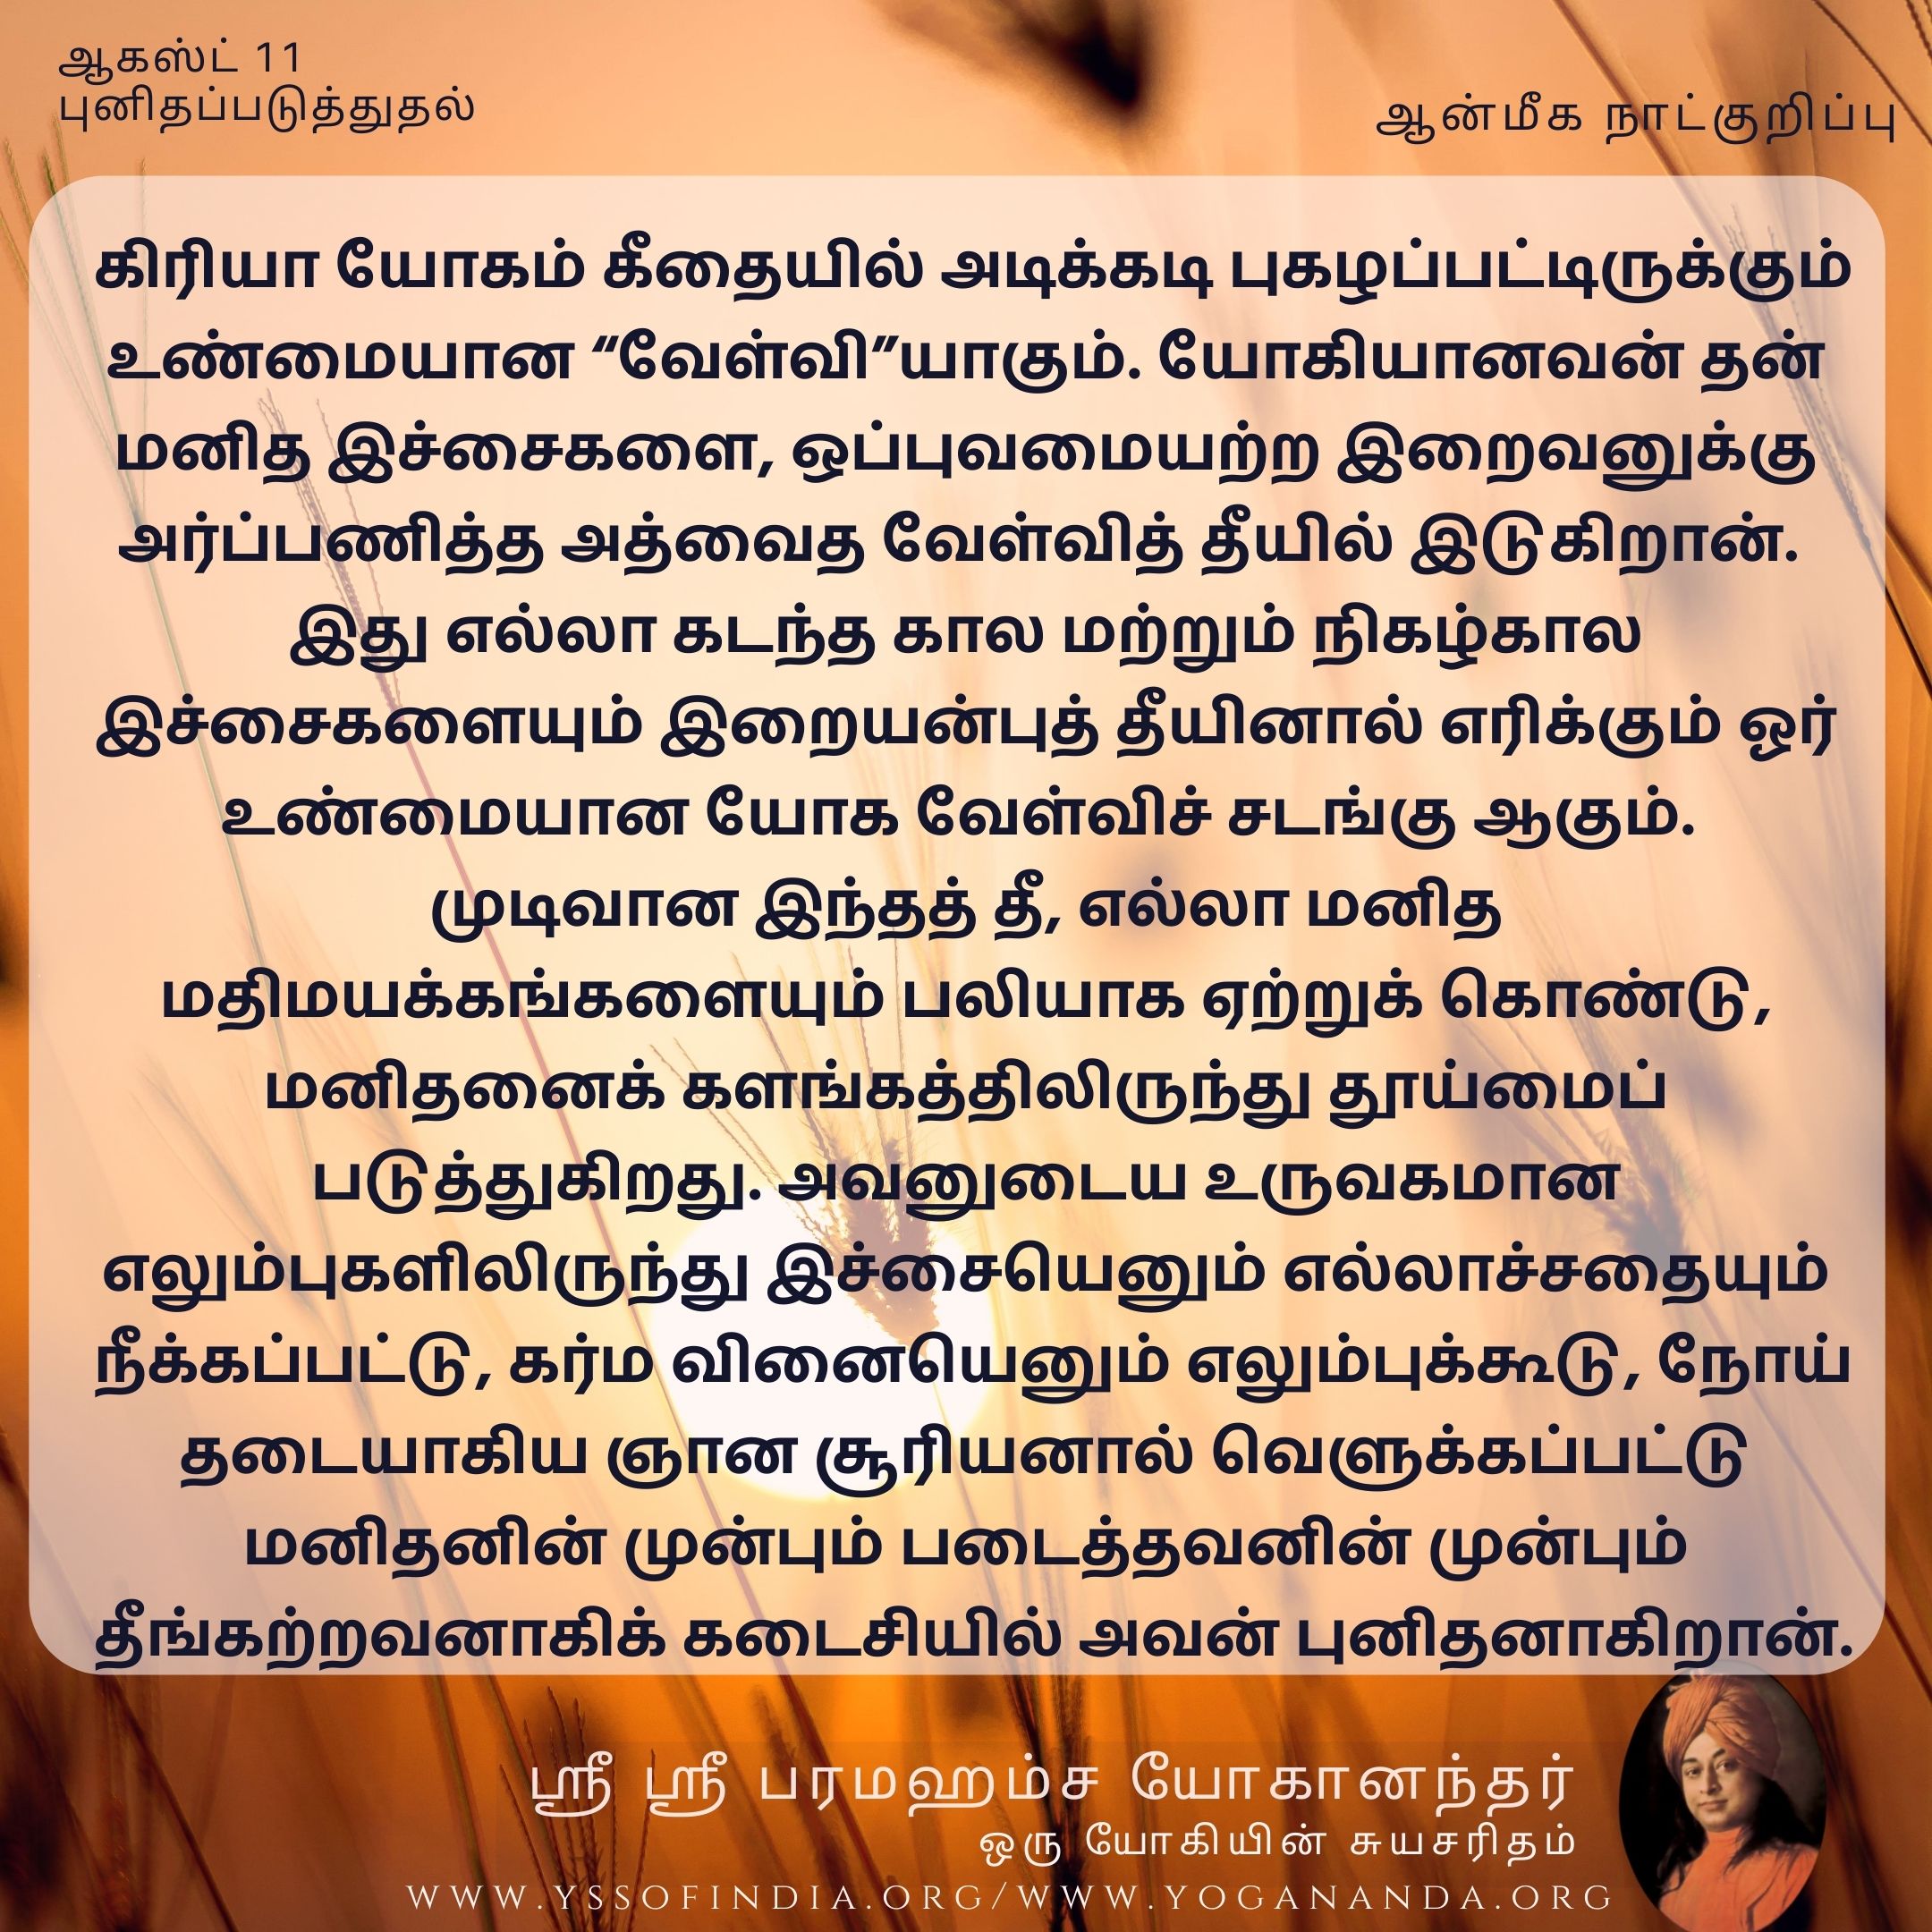 ஆகஸ்ட் 11
புனிதப்படுத்துதல்
ஆன்மீக நாட்குறிப்பு
கிரியா யோகம் கீதையில் அடிக்கடி புகழப்பட்டிருக்கும்
உண்மையான “வேள்வி”யாகும். யோகியானவன் தன்
மனித இச்சைகளை, ஒப்புவமையற்ற இறைவனுக்கு
அர்ப்பணித்த அத்வைத வேள்வித் தீயில் இடுகிறான்.
இது எல்லா கடந்த கால மற்றும் நிகழ்கால
இச்சைகளையும் இறையன்புத் தீயினால் எரிக்கும் ஓர்
உண்மையான யோக வேள்விச் சடங்கு ஆகும்.
முடிவான இந்தத் தீ, எல்லா மனித
மதிமயக்கங்களையும் பலியாக ஏற்றுக் கொண்டு,
மனிதனைக் களங்கத்திலிருந்து தூய்மைப்
படுத்துகிறது. அவனுடைய உருவகமான
எலும்புகளிலிருந்து இச்சையெனும் எல்லாச்சதையும்
நீக்கப்பட்டு, கர்ம வினையெனும் எலும்புக்கூடு, நோய்
தடையாகிய ஞான சூரியனால் வெளுக்கப்பட்டு
மனிதனின் முன்பும் படைத்தவனின் முன்பும்
தீங்கற்றவனாகிக் கடைசியில் அவன் புனிதனாகிறான்.
ஸ்ரீ ஸ்ரீ பரமஹம்ச யோகானந்தர்
ஒரு யோகியின் சுயசரிதம்
WWW.YSSOFINDIA.ORG/WWW.YOGANANDA.ORG